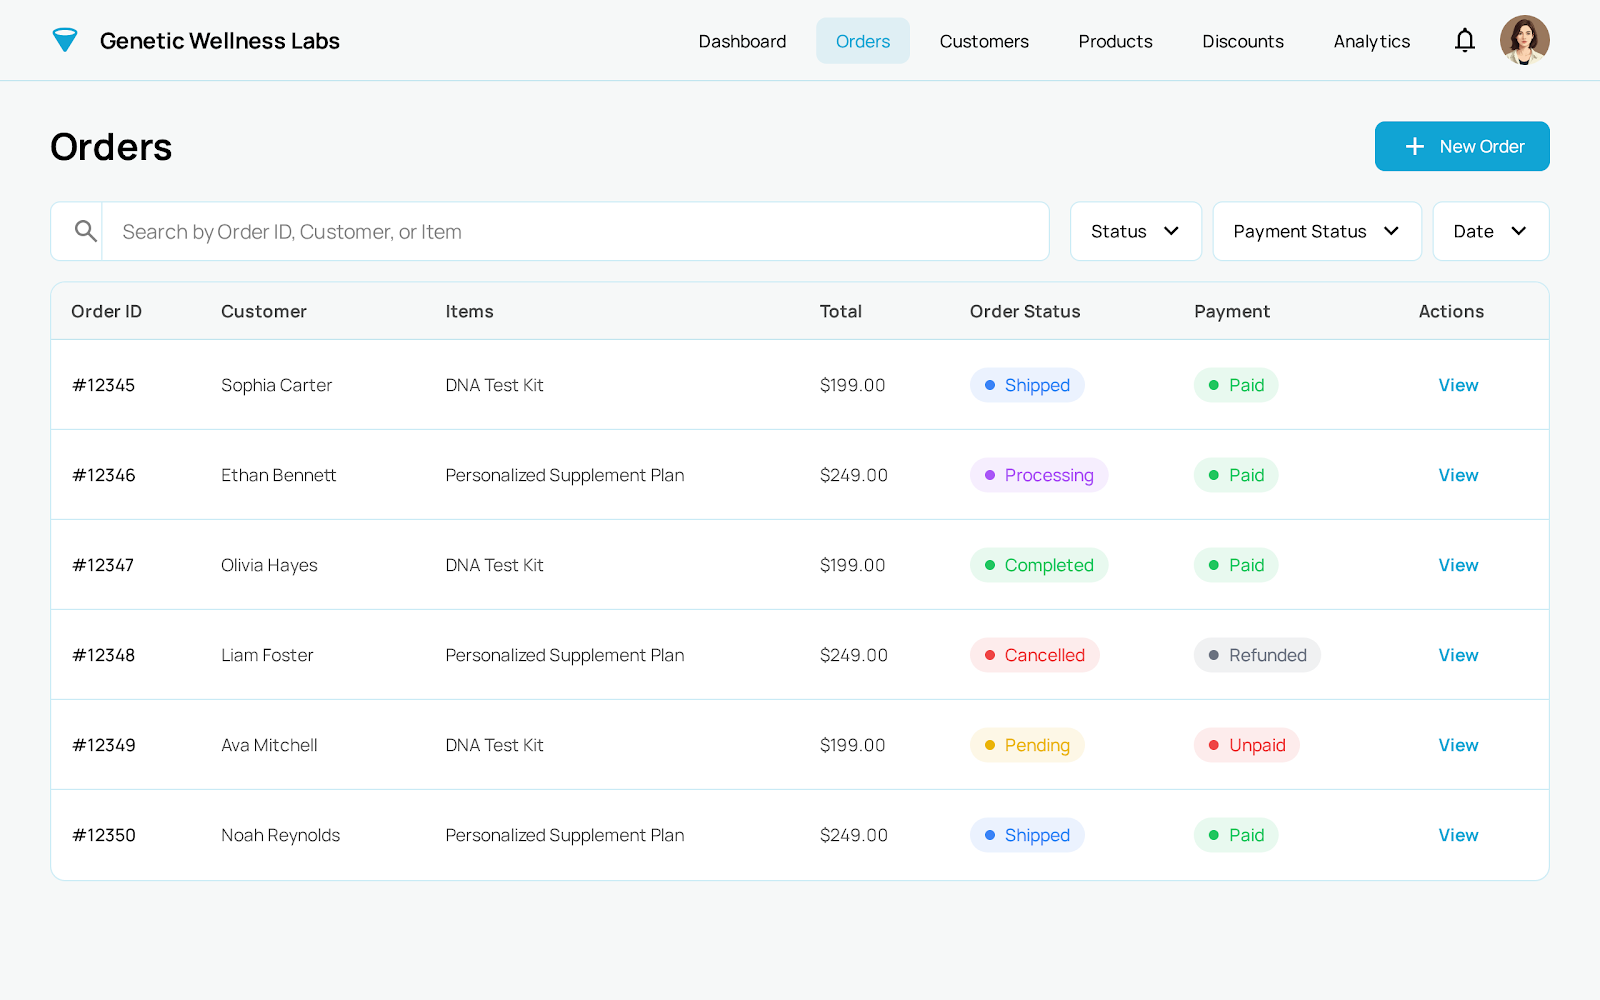 Genetic Wellness Labs Dashboard Orders Customers Products Discounts Analytics
Orders
New Order
Search by Order ID, Customer, or Item Status Payment Status Date
Order ID Customer Items Total Order Status Payment Actions
#12345 Sophia Carter DNA Test Kit $199.00 Shipped Paid View
#12346 Ethan Bennett Personalized Supplement Plan $249.00 Processing Paid View
#12347 Olivia Hayes DNA Test Kit $199.00 Completed Paid View
#12348 Liam Foster Personalized Supplement Plan $249.00 Cancelled Refunded View
#12349 Ava Mitchell DNA Test Kit $199.00 Pending Unpaid View
#12350 Noah Reynolds Personalized Supplement Plan $249.00 Shipped Paid View